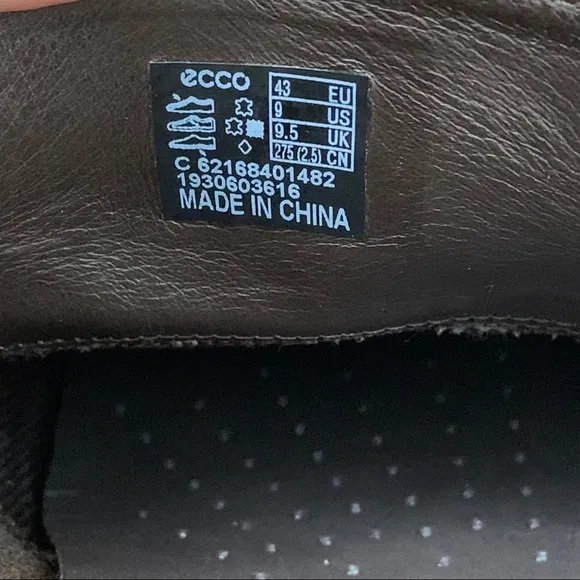 ecco
43 EU
9 US
9.5 UK
275 (2.5) CN
C 62168401482
1930603616
MADE IN CHINA